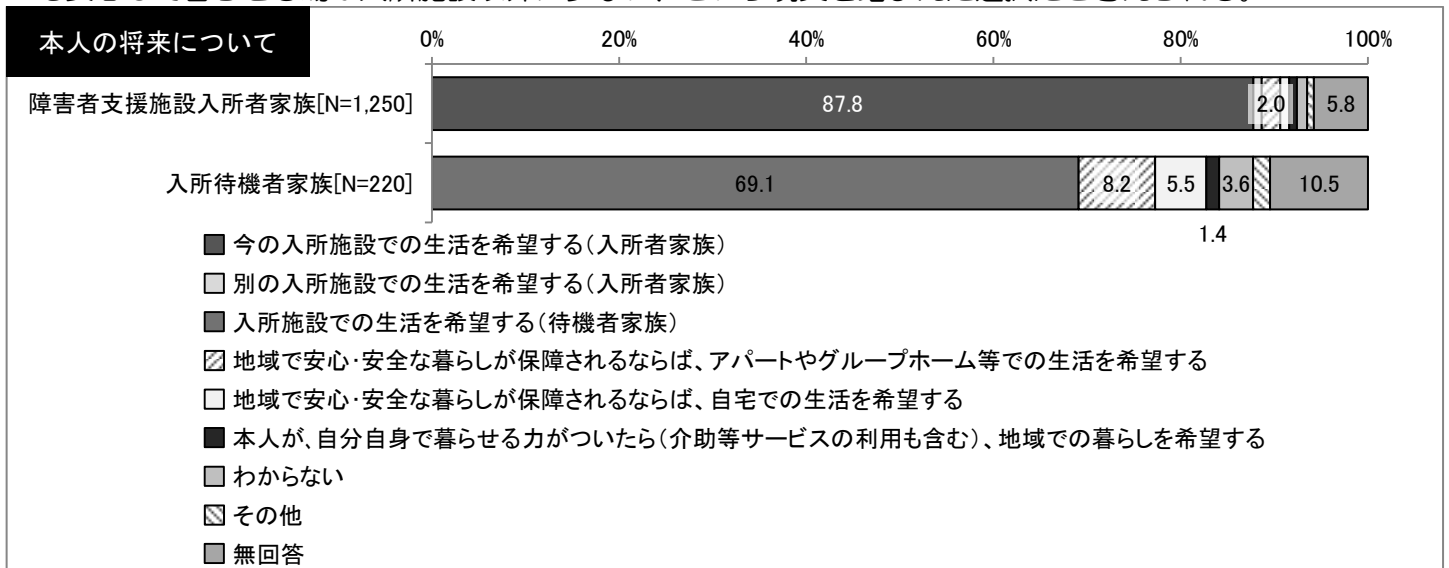 本人の将来について
0% 20% 40% 60% 80% 100%
障害者支援施設入所者家族[N=1,250] 87.8 2.0 5.8
入所待機者家族[N=220] 69.1 8.2 5.5 3.6 10.5
1.4
今の入所施設での生活を希望する(入所者家族)
別の入所施設での生活を希望する(入所者家族)
入所施設での生活を希望する(待機者家族)
地域で安心・安全な暮らしが保障されるならば、アパートやグループホーム等での生活を希望する
地域で安心・安全な暮らしが保障されるならば、自宅での生活を希望する
本人が、自分自身で暮らせる力がついたら(介助等サービスの利用も含む)、地域での暮らしを希望する
わからない
その他
無回答